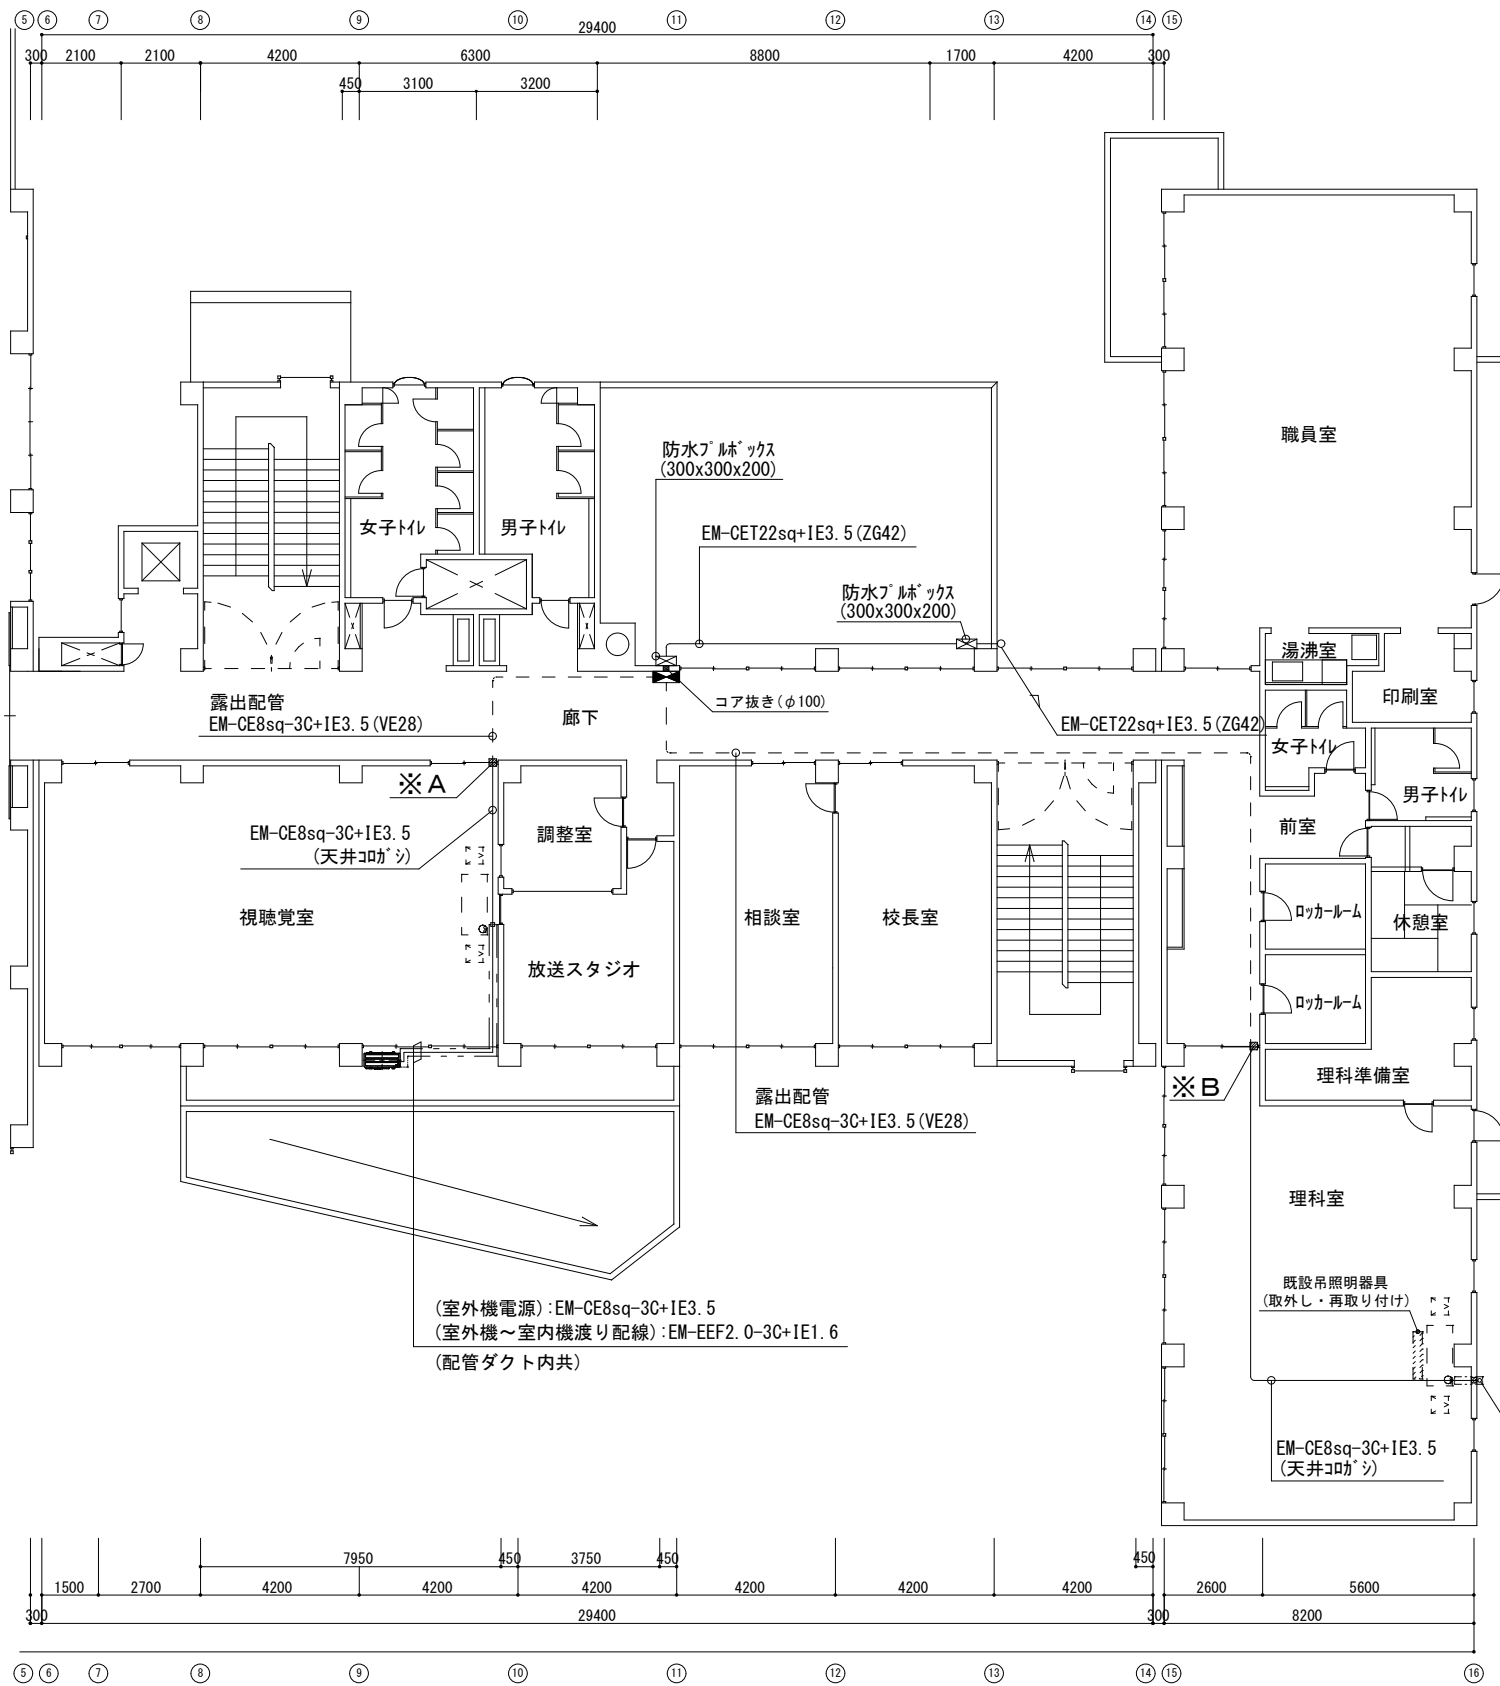 5 6 7 8 9 10 11 12 13 14 15
29400
300 2100 2100 4200 6300 8800 1700 4200 300
450 3100 3200
職員室
防水プルボックス
(300x300x200)
女子トイレ
男子トイレ
EM-CET22sq+IE3.5(ZG42)
防水プルボックス
(300x300x200)
湯沸室
印刷室
コア抜き(φ100)
露出配管
EM-CE8sq-3C+IE3.5(VE28)
廊下
EM-CET22sq+IE3.5(ZG42)
女子トイレ
※A
男子トイレ
EM-CE8sq-3C+IE3.5
(天井コロガシ)
調整室
前室
視聴覚室
相談室
校長室
ロッカールーム
休憩室
放送スタジオ
ロッカールーム
理科準備室
※B
露出配管
EM-CE8sq-3C+IE3.5(VE28)
理科室
既設吊照明器具
(取外し・再取り付け)
(室外機電源):EM-CE8sq-3C+IE3.5
(室外機～室内機渡り配線):EM-EEF2.0-3C+IE1.6
(配管ダクト内共)
EM-CE8sq-3C+IE3.5
(天井コロガシ)
7950 450 3750 450 450
1500 2700 4200 4200 4200 4200 4200 4200 2600 5600
300 29400 300 8200
5 6 7 8 9 10 11 12 13 14 15 16